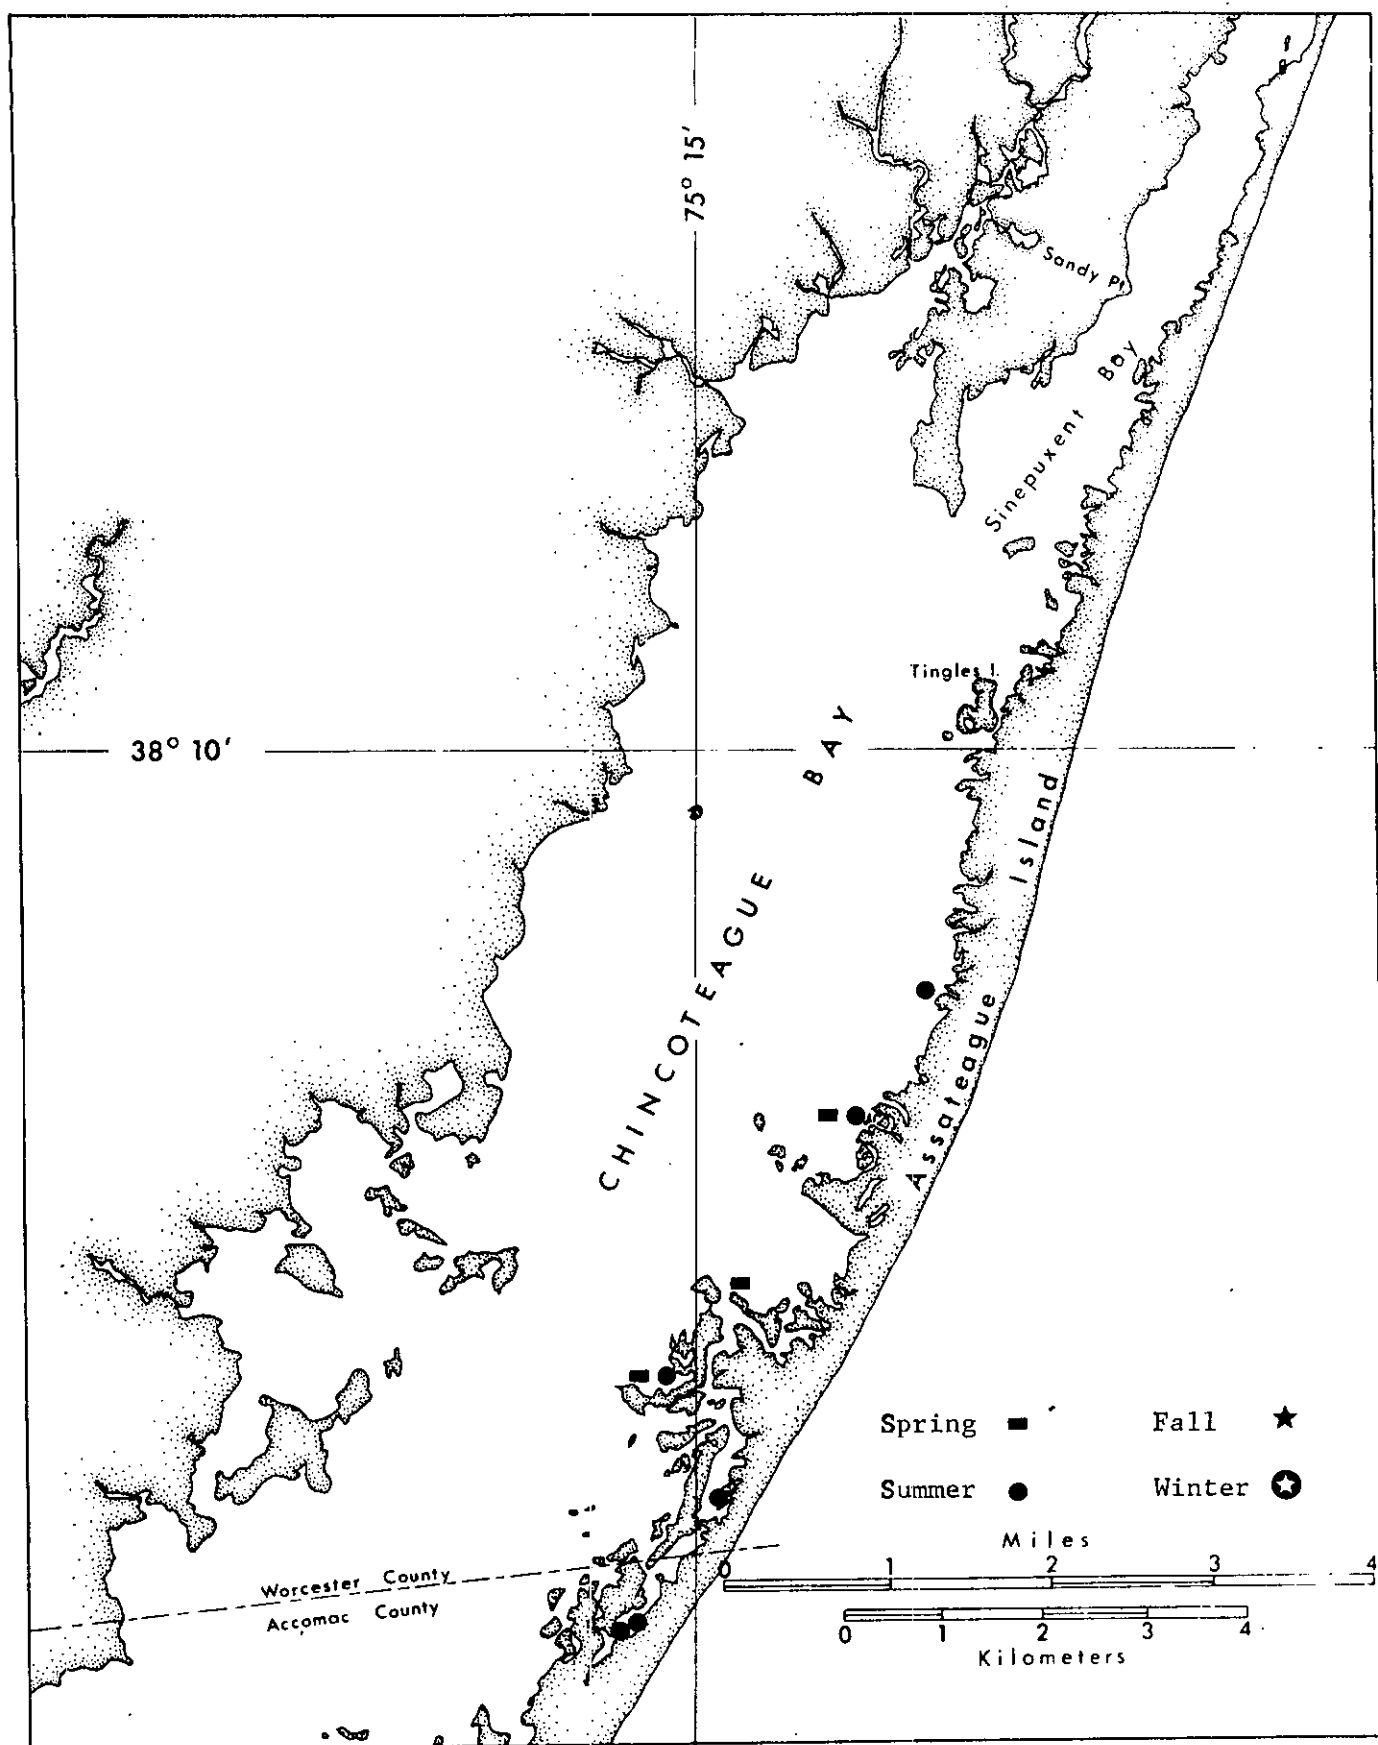 75° 15'
Sandy Pt.
Sinepuxent Bay
Tingles I.
38° 10'
CHINCOTEAGUE BAY
Assateague Island
Spring Fall
Summer Winter
Miles
0 1 2 3 4
Worcester County
Accomac County
0 1 2 3 4
Kilometers